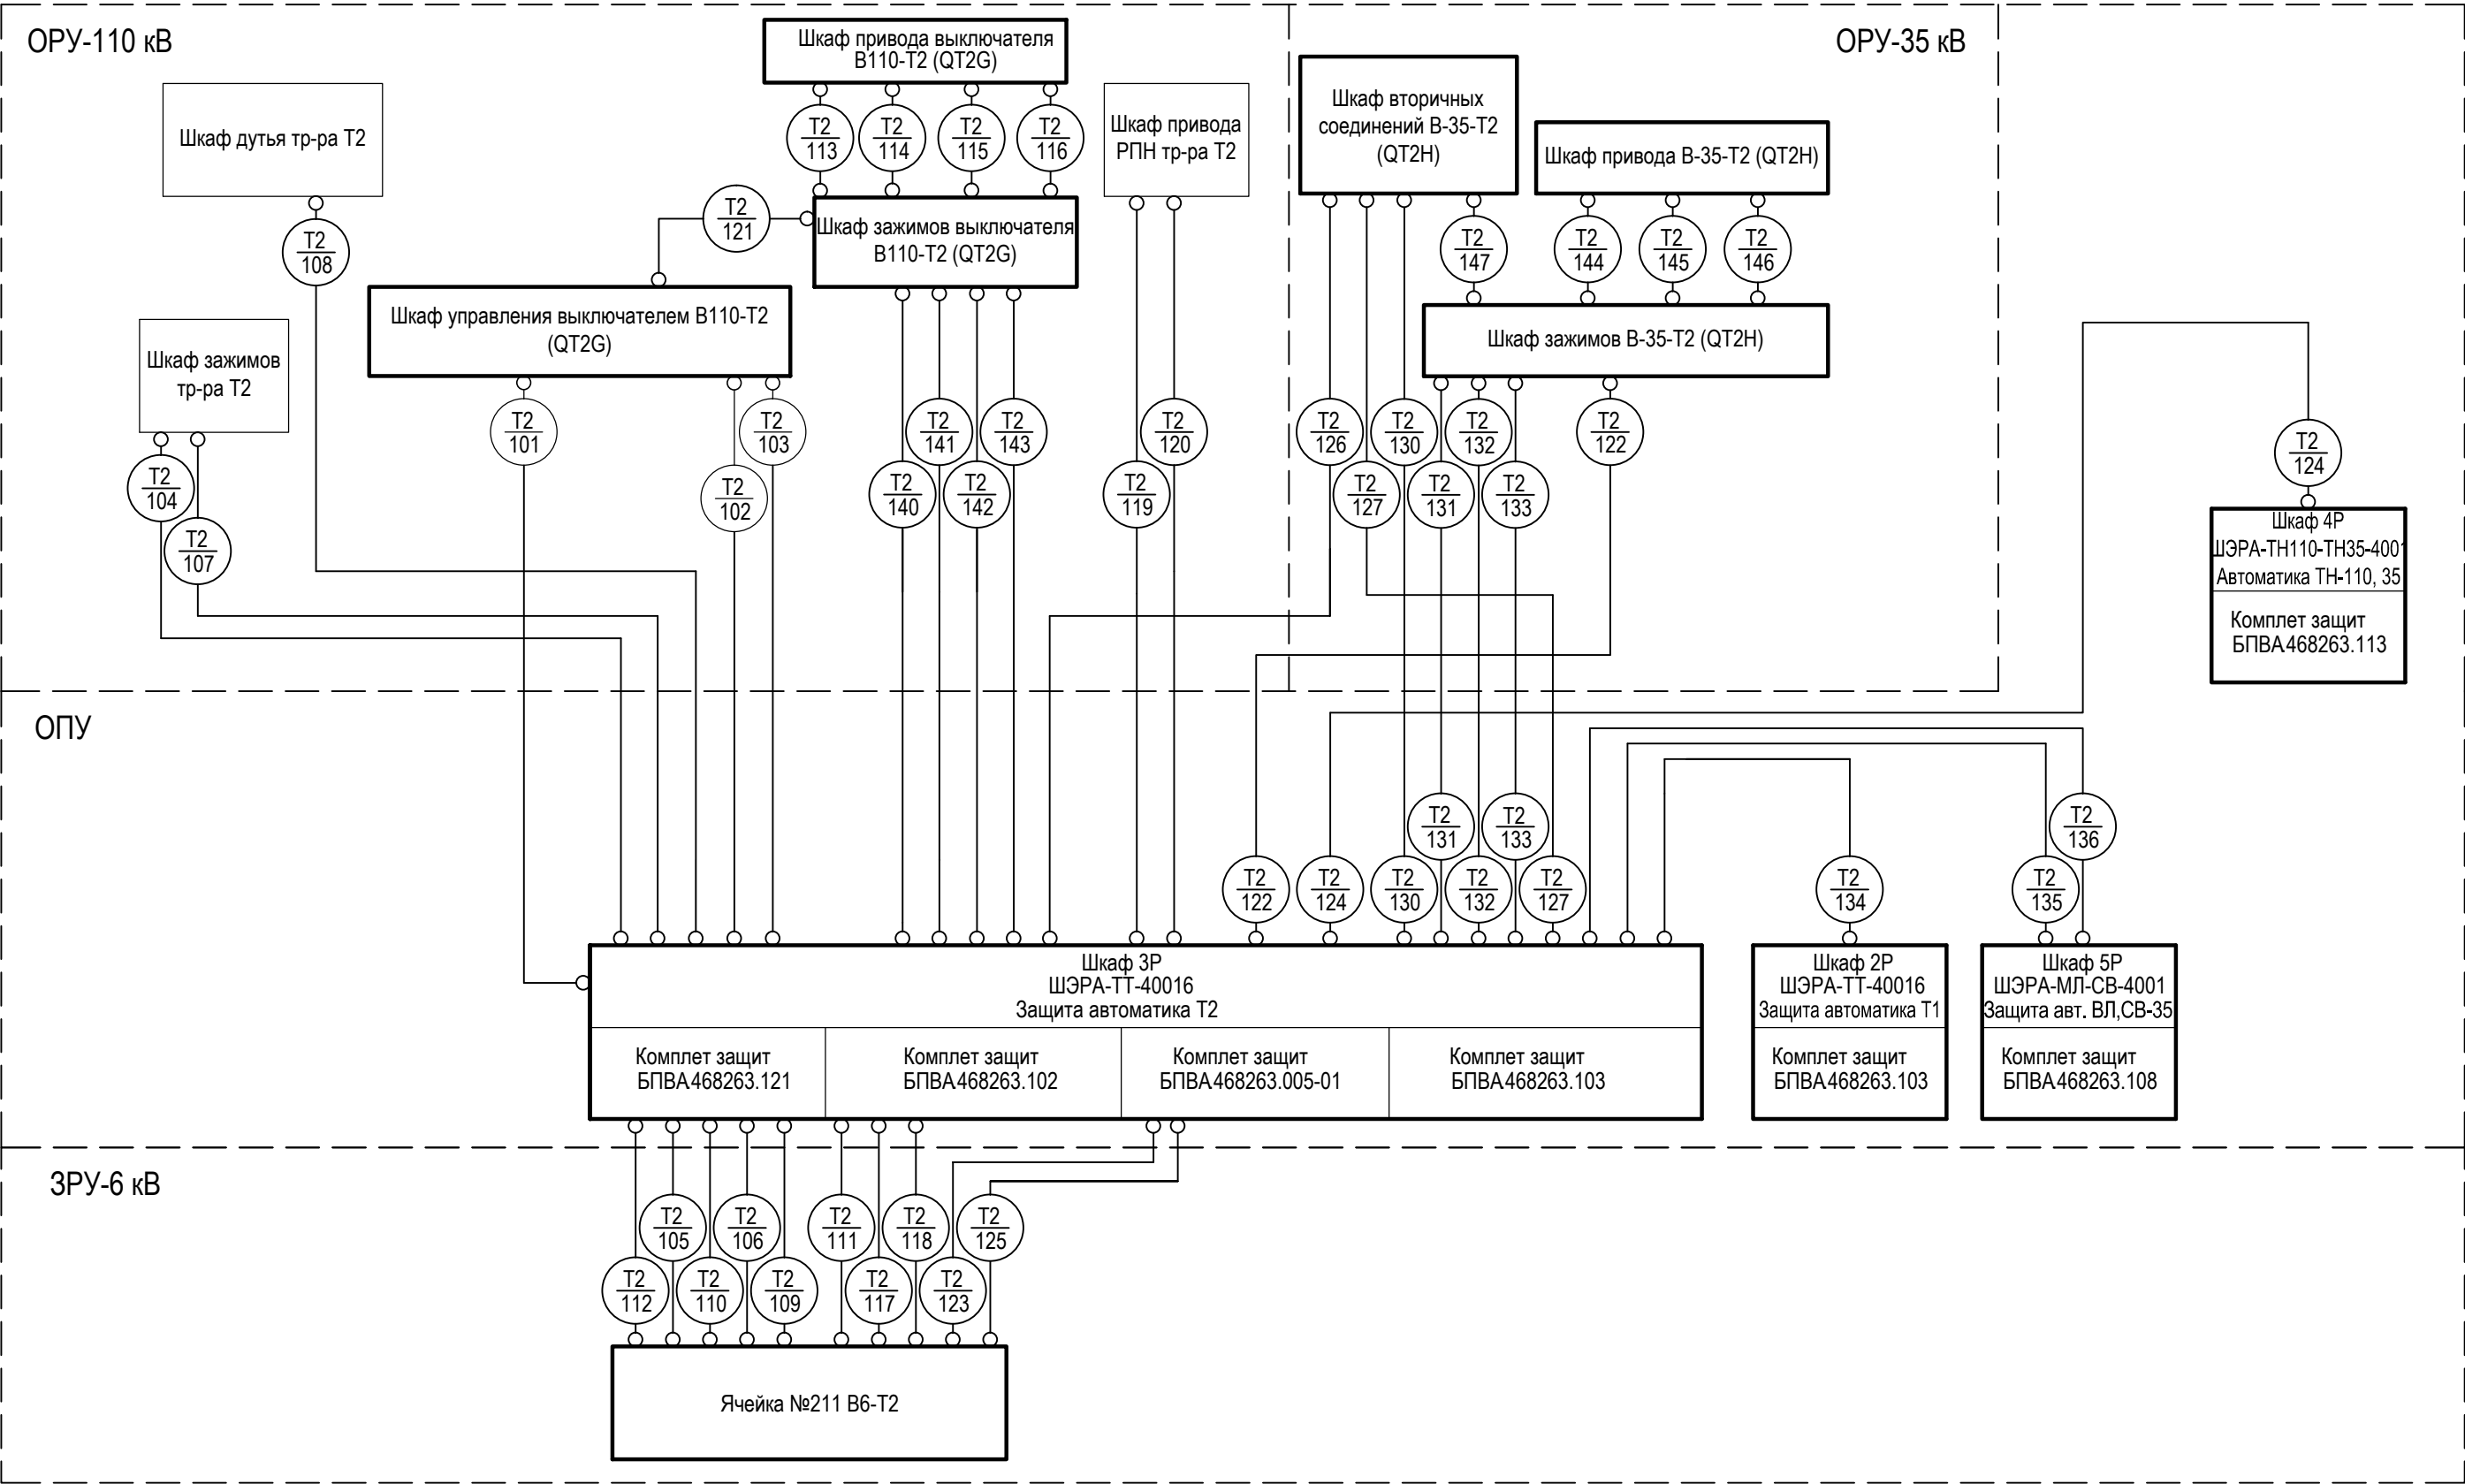 ОРУ-110 кВ
Шкаф привода выключателя
В110-Т2 (QT2G)
ОРУ-35 кВ
Шкаф дутья тр-ра Т2
Т2
113
Т2
114
Т2
115
Т2
116
Шкаф привода
РПН тр-ра Т2
Шкаф вторичных
соединений В-35-Т2
(QT2H)
Шкаф привода В-35-Т2 (QT2H)
Т2
108
Т2
121
Шкаф зажимов выключателя
В110-Т2 (QT2G)
Т2
147
Т2
144
Т2
145
Т2
146
Шкаф управления выключателем В110-Т2
(QT2G)
Шкаф зажимов В-35-Т2 (QT2H)
Шкаф зажимов
тр-ра Т2
Т2
101
Т2
103
Т2
141
Т2
143
Т2
120
Т2
126
Т2
130
Т2
132
Т2
122
Т2
124
Т2
104
Т2
102
Т2
140
Т2
142
Т2
119
Т2
127
Т2
131
Т2
133
Т2
107
Шкаф 4Р
ШЭРА-ТН110-ТН35-4001
Автоматика ТН-110, 35
Комплет защит
БПВА468263.113
ОПУ
Т2
131
Т2
133
Т2
136
Т2
122
Т2
124
Т2
130
Т2
132
Т2
127
Т2
134
Т2
135
Шкаф 3Р
ШЭРА-ТТ-40016
Защита автоматика Т2
Комплет защит
БПВА468263.121
Комплет защит
БПВА468263.102
Комплет защит
БПВА468263.005-01
Комплет защит
БПВА468263.103
Шкаф 2Р
ШЭРА-ТТ-40016
Защита автоматика Т1
Комплет защит
БПВА468263.103
Шкаф 5Р
ШЭРА-МЛ-СВ-4001
Защита авт. ВЛ,СВ-35
Комплет защит
БПВА468263.108
ЗРУ-6 кВ
Т2
105
Т2
106
Т2
111
Т2
118
Т2
125
Т2
112
Т2
110
Т2
109
Т2
117
Т2
123
Ячейка №211 В6-Т2